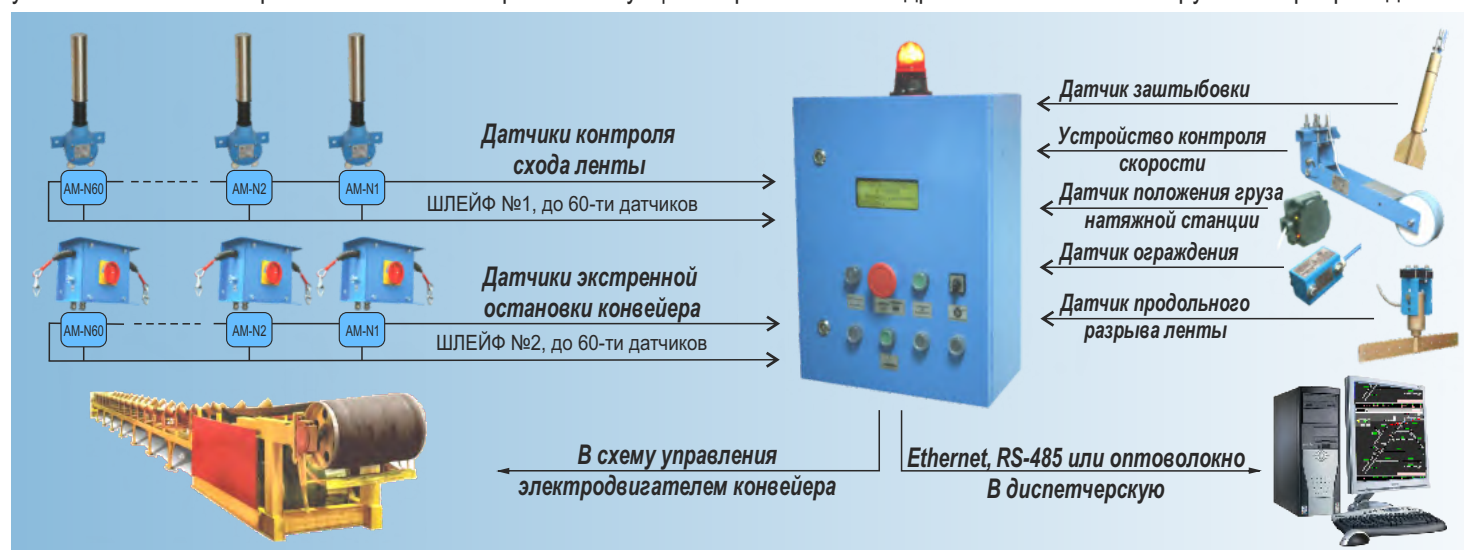 Датчики контроля
схода ленты
AM-N60
AM-N2
AM-N1
ШЛЕЙФ №1, до 60-ти датчиков
Датчики экстренной
остановки конвейера
AM-N60
AM-N2
AM-N1
ШЛЕЙФ №2, до 60-ти датчиков
Датчик заштыбовки
Устройство контроля
скорости
Датчик положения груза
натяжной станции
Датчик ограждения
Датчик продольного
разрыва ленты
В схему управления
электродвигателем конвейера
Ethernet, RS-485 или оптоволокно
В диспетчерскую